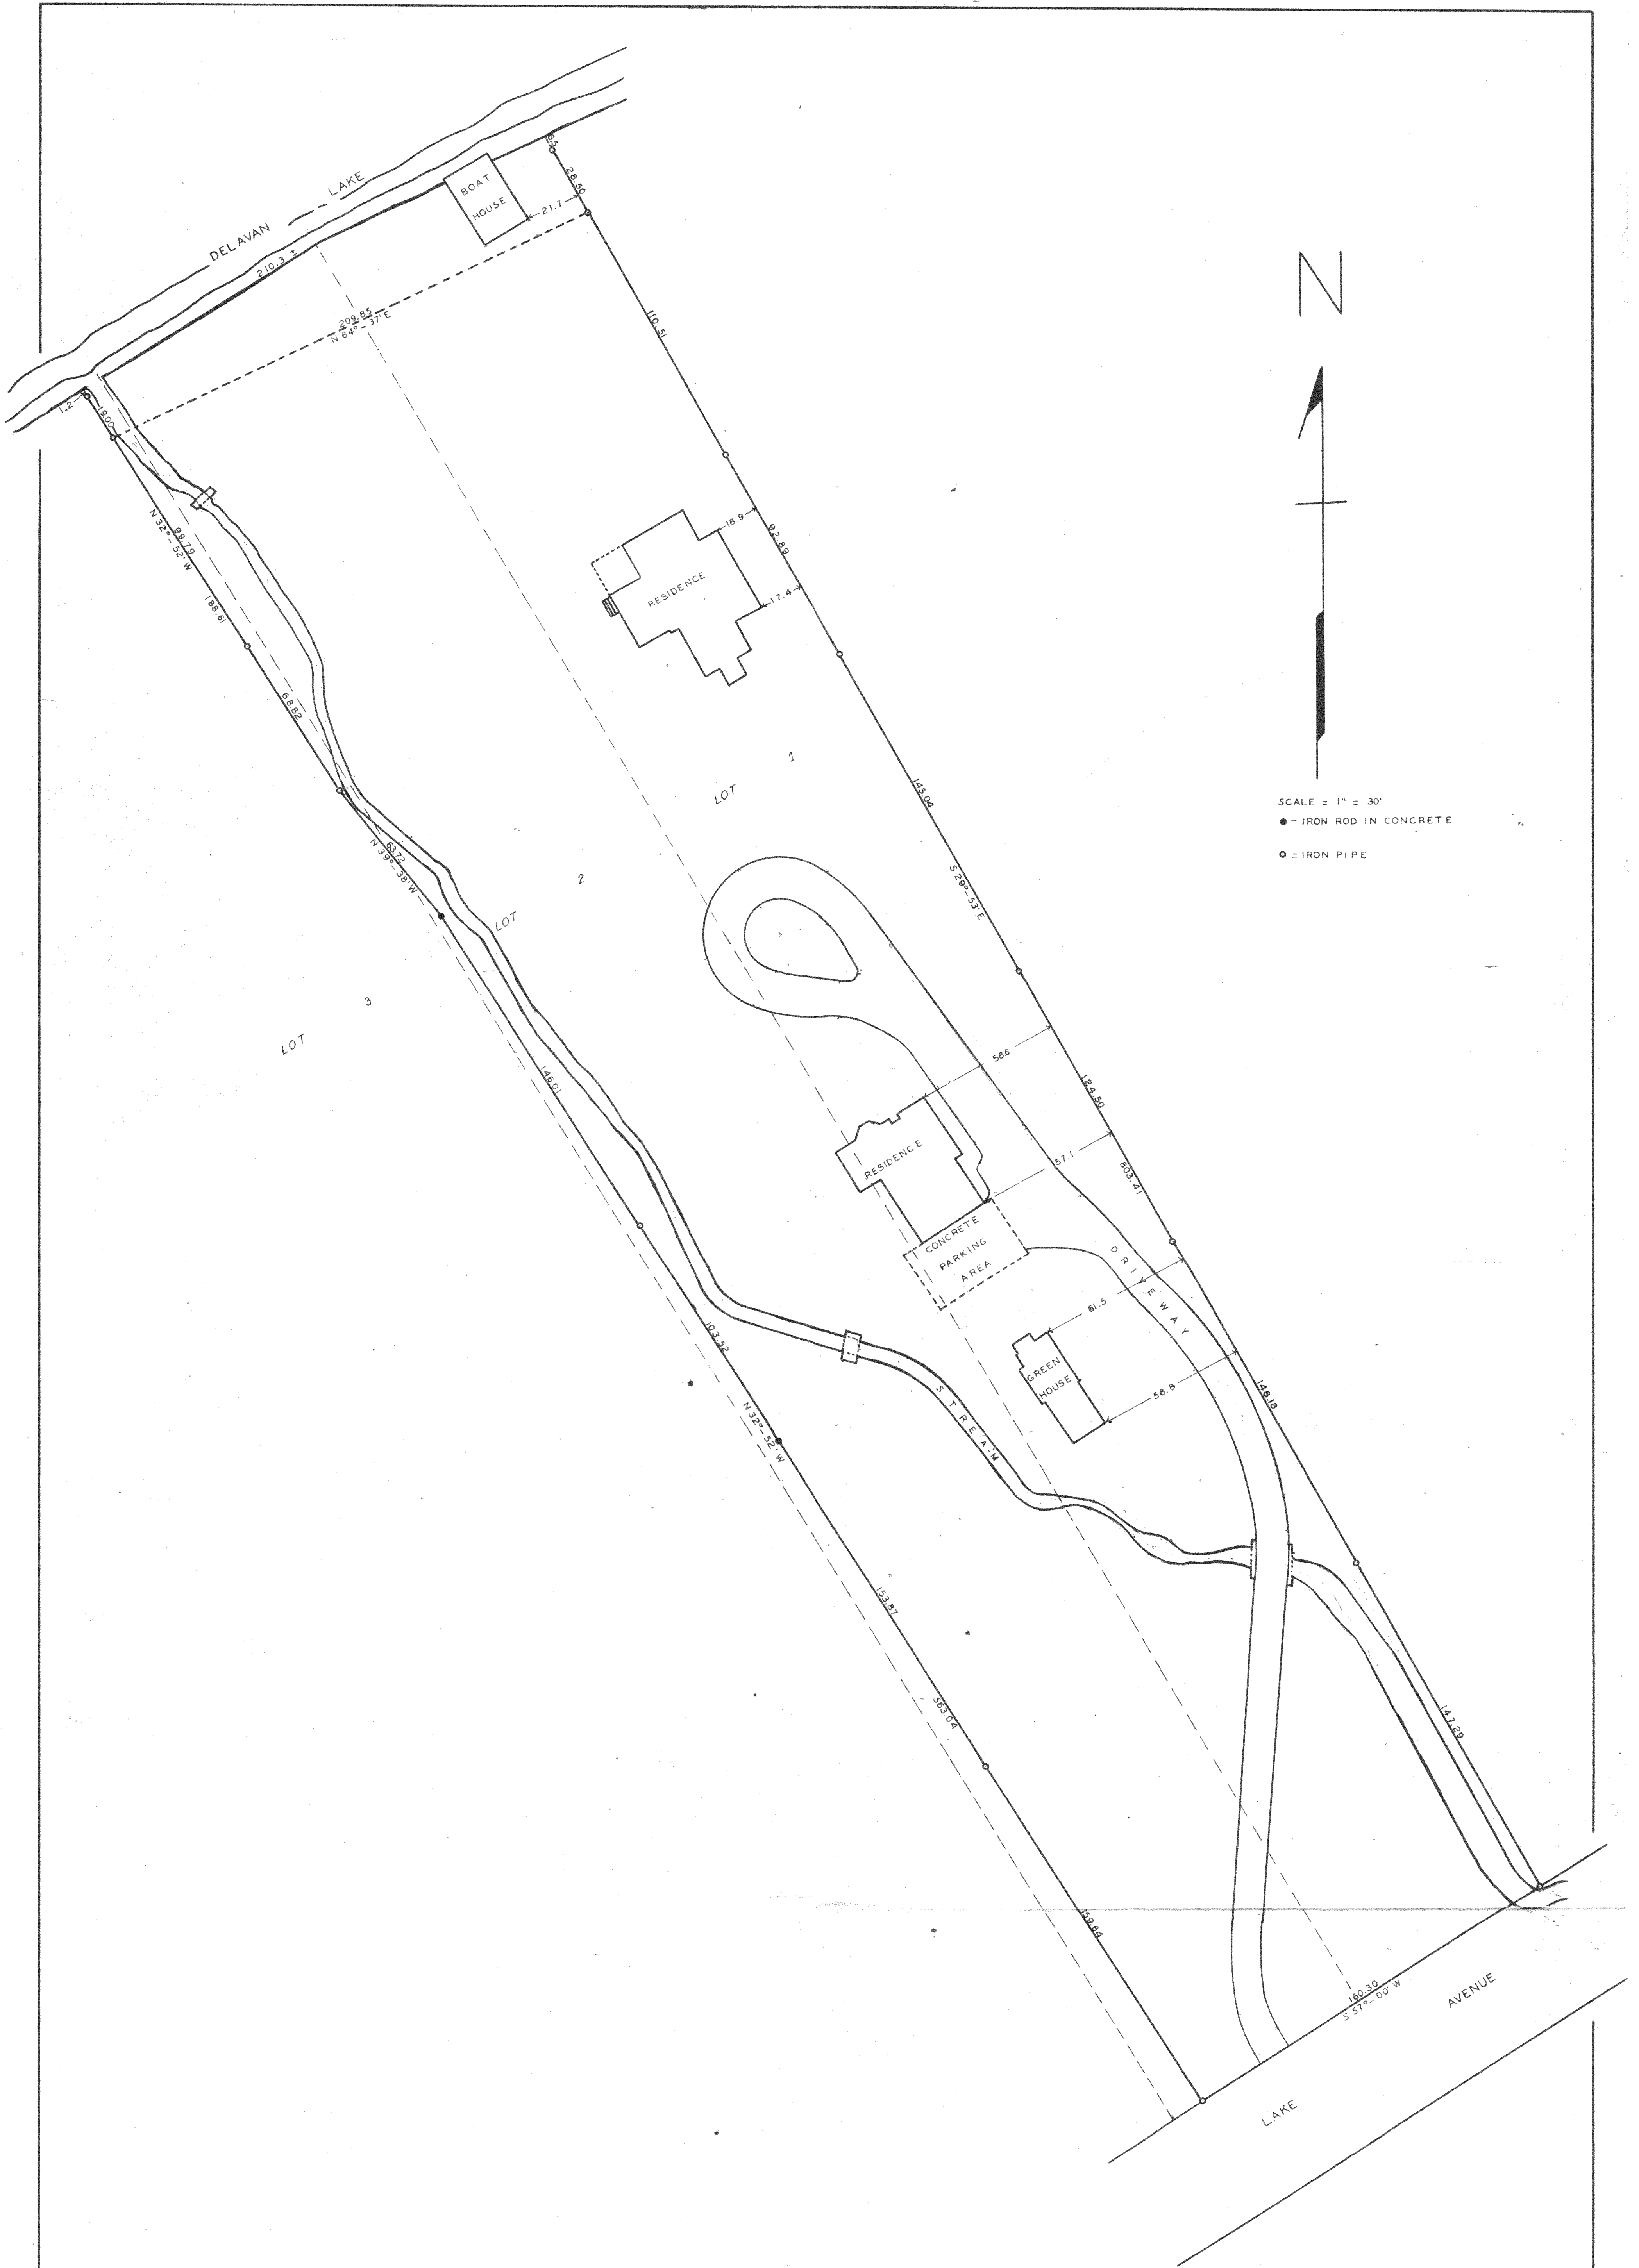 DELAVAN LAKE
BOAT
HOUSE
6.5
28.50
21.7
210.3 ±
209.85
N 64° - 37' E
110.51
1.2
19.00
N
N 32° - 52' W
99.79
188.61
18.9
92.89
RESIDENCE
17.4
68.82
LOT 1
145.04
SCALE = 1" = 30'
● - IRON ROD IN CONCRETE
○ = IRON PIPE
63.72
N 39° - 38' W
LOT 2
S 29° - 53' E
LOT 3
146.01
58.6
124.50
RESIDENCE
57.1
803.41
CONCRETE
PARKING
AREA
DRIVEWAY
61.5
103.52
GREEN
HOUSE
58.8
148.18
STREAM
N 32° - 52' W
153.87
563.04
147.29
159.64
160.30
S 57° - 00' W
LAKE AVENUE